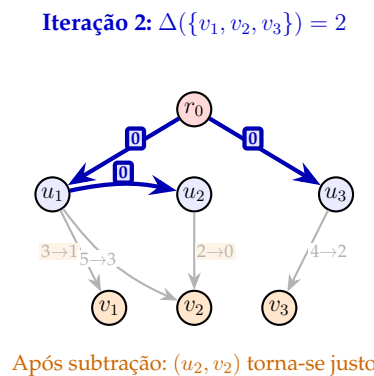 Iteração 2: Δ({v₁, v₂, v₃}) = 2
r₀
0 0
0
u₁ u₂ u₃
3→1 5→3 2→0 4→2
v₁ v₂ v₃
Após subtração: (u₂, v₂) torna-se justo